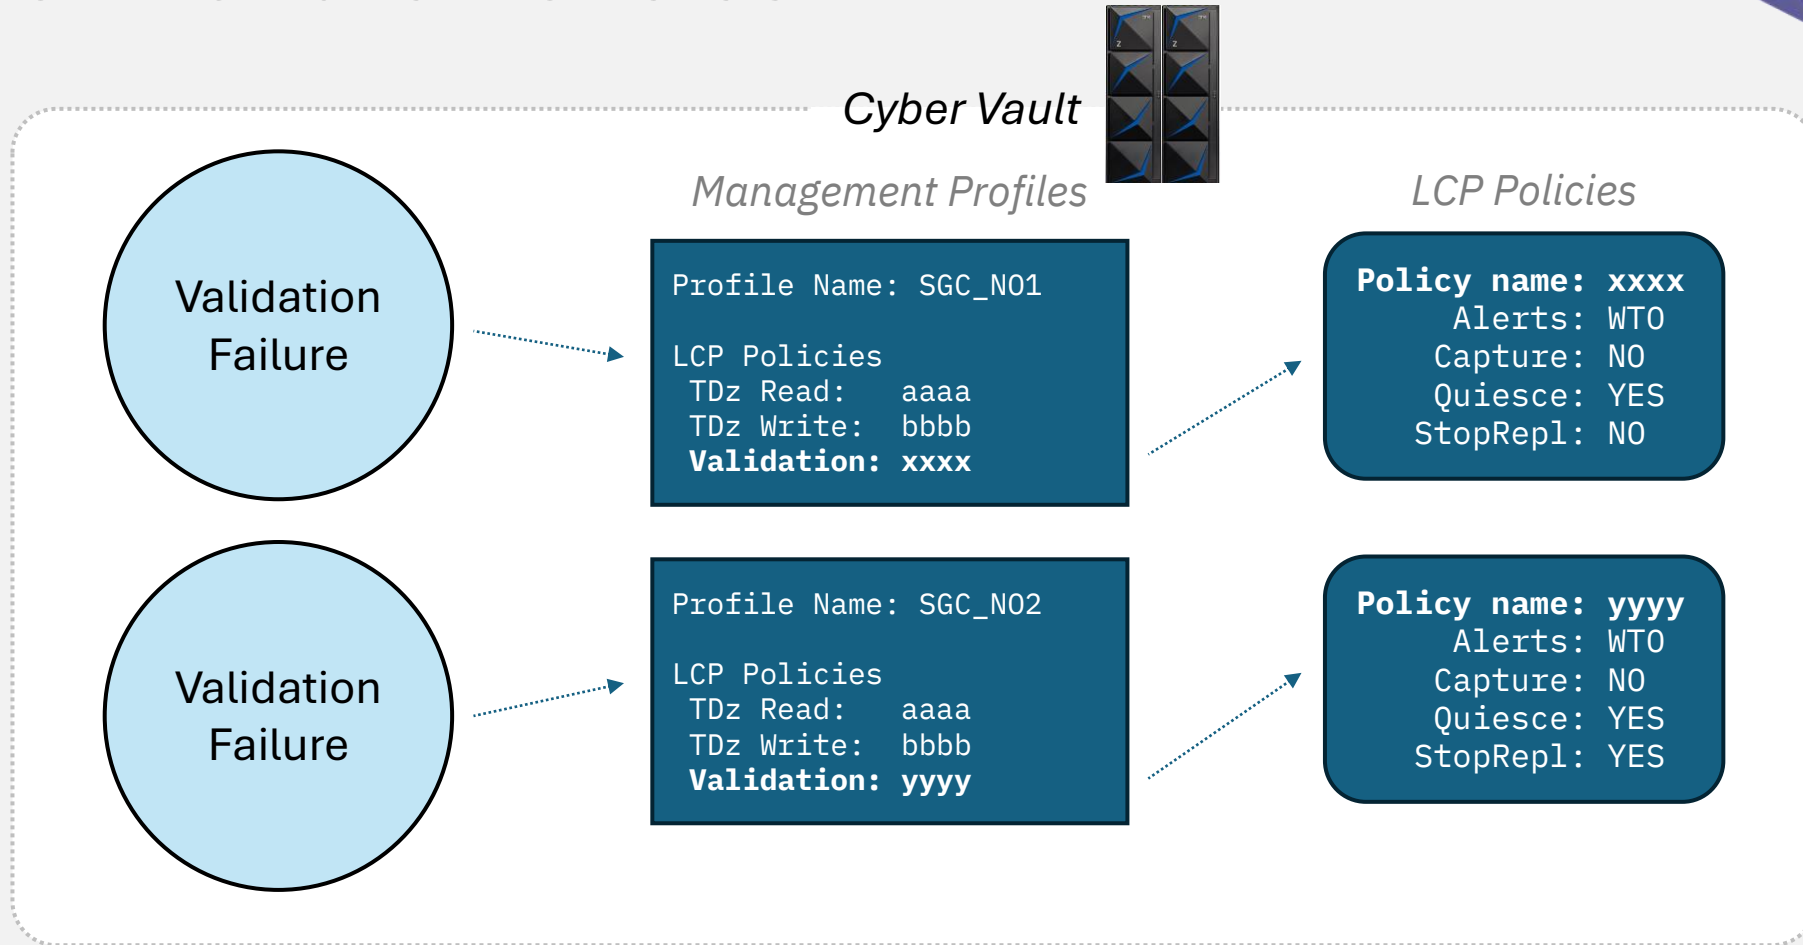 Cyber Vault
Management Profiles
LCP Policies
Validation
Failure
Profile Name: SGC_NO1
LCP Policies
TDz Read: aaaa
TDz Write: bbbb
Validation: xxxx
Policy name: xxxx
Alerts: WTO
Capture: NO
Quiesce: YES
StopRepl: NO
Validation
Failure
Profile Name: SGC_NO2
LCP Policies
TDz Read: aaaa
TDz Write: bbbb
Validation: yyyy
Policy name: yyyy
Alerts: WTO
Capture: NO
Quiesce: YES
StopRepl: YES